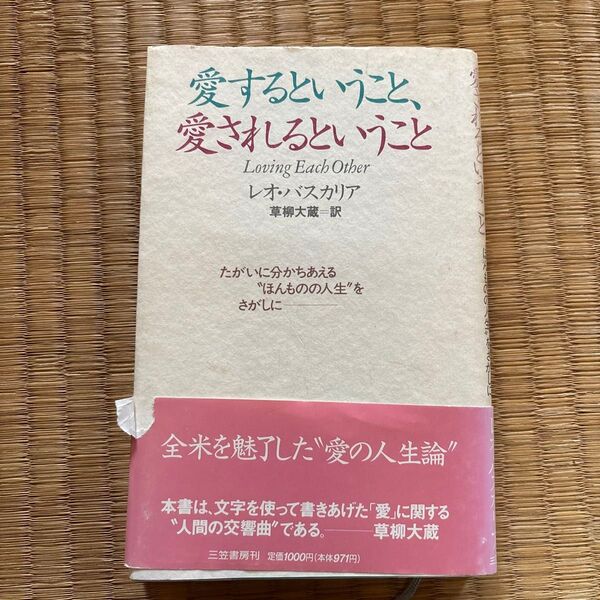 愛するということ、
愛されるということ
Loving Each Other
レオ・バスカリア
草柳大蔵=訳
たがいに分かちあえる
“ほんものの人生”を
さがしに———
全米を魅了した“愛の人生論”
本書は、文字を使って書きあげた「愛」に関する
“人間の交響曲”である。——草柳大蔵
三笠書房刊 定価1000円(本体971円)